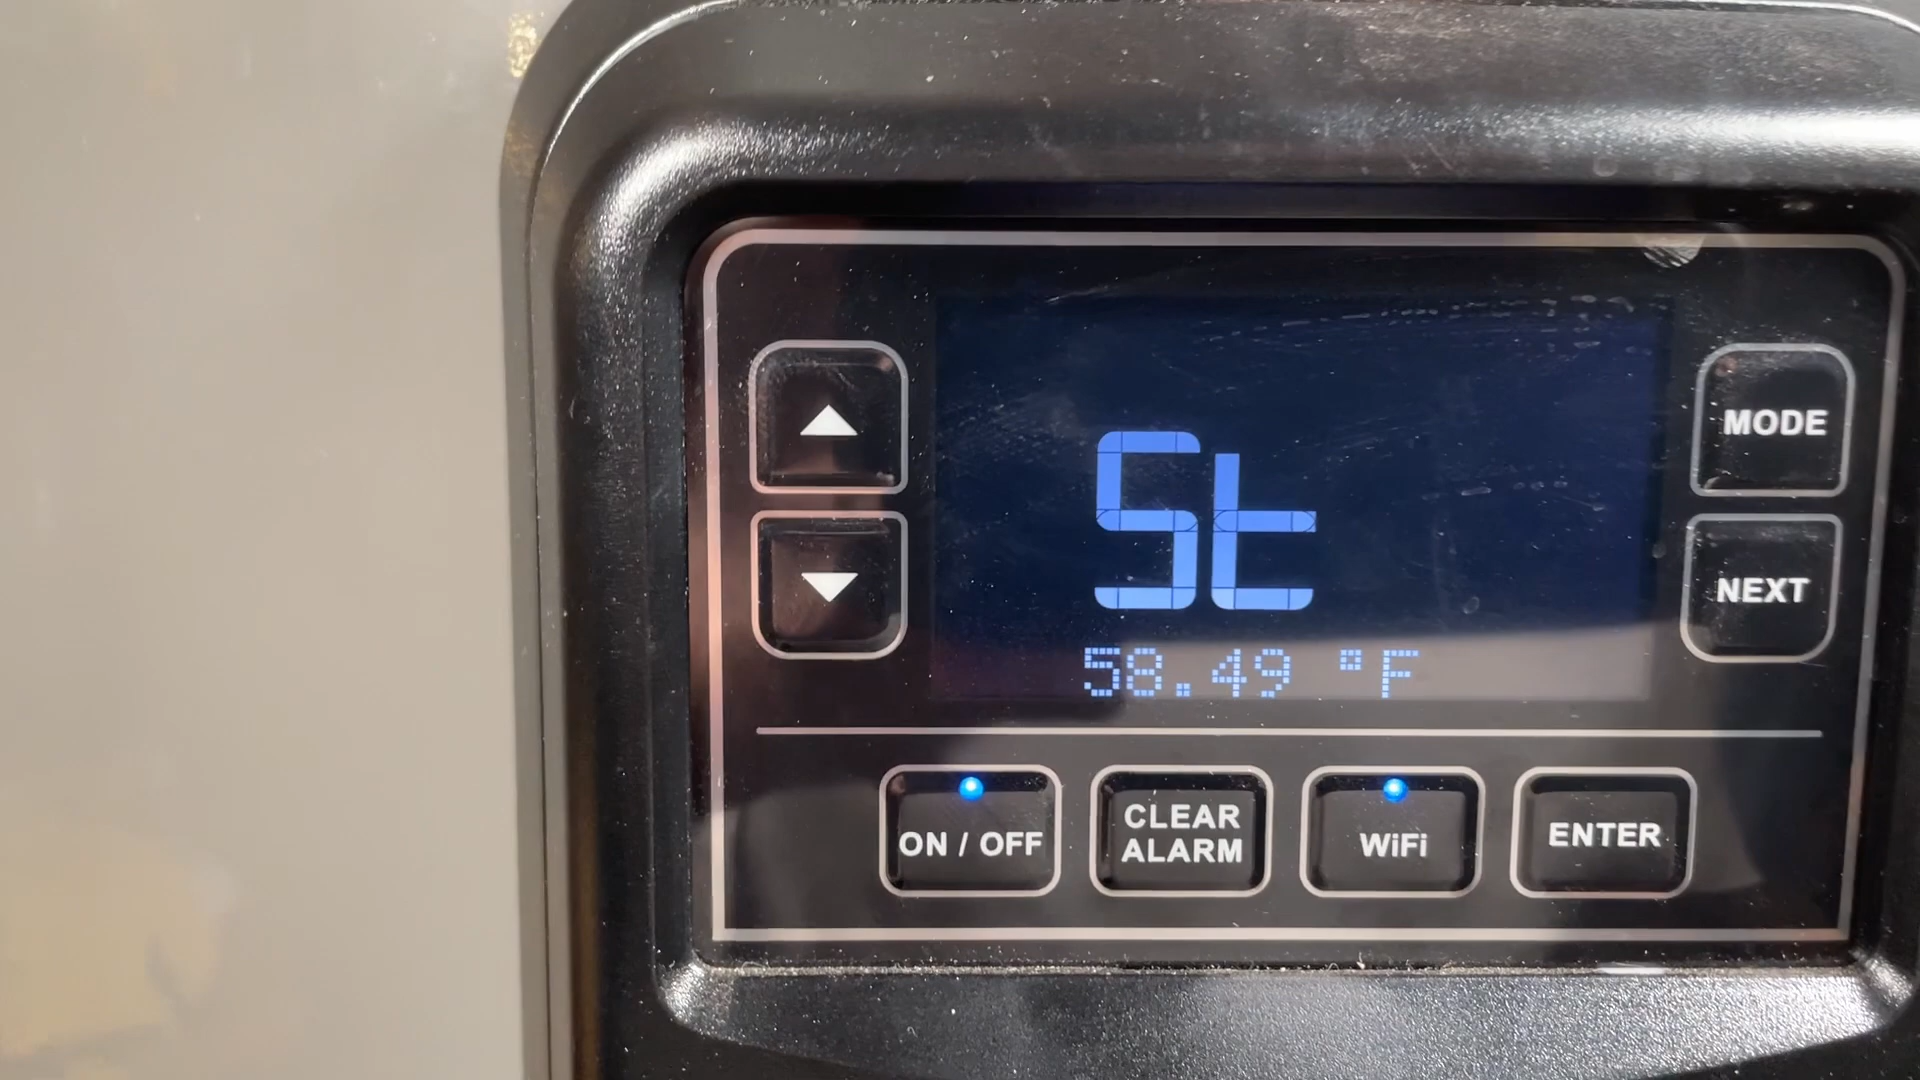 MODE
St
NEXT
58.49 °F
ON / OFF
CLEAR
ALARM
WiFi
ENTER